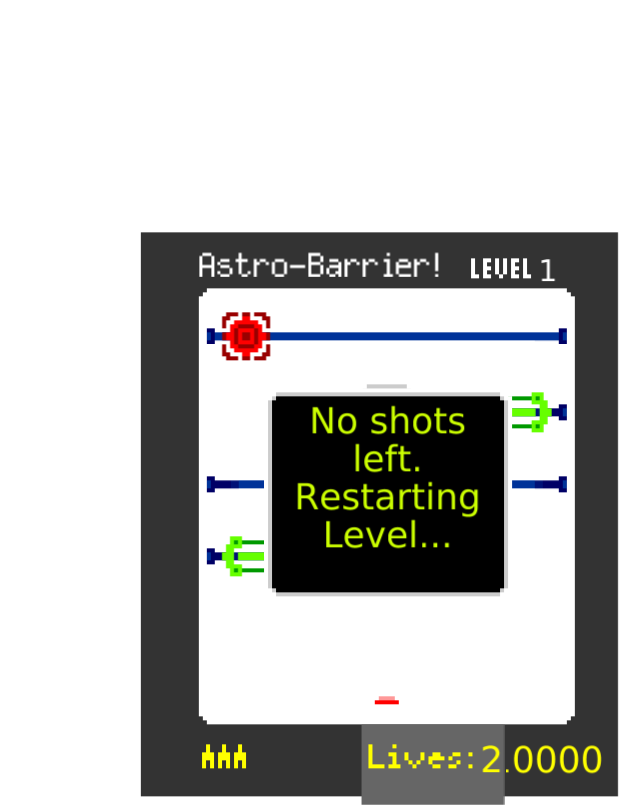 Astro-Barrier! LEVEL 1
No shots
left.
Restarting
Level...
Lives:2.0000